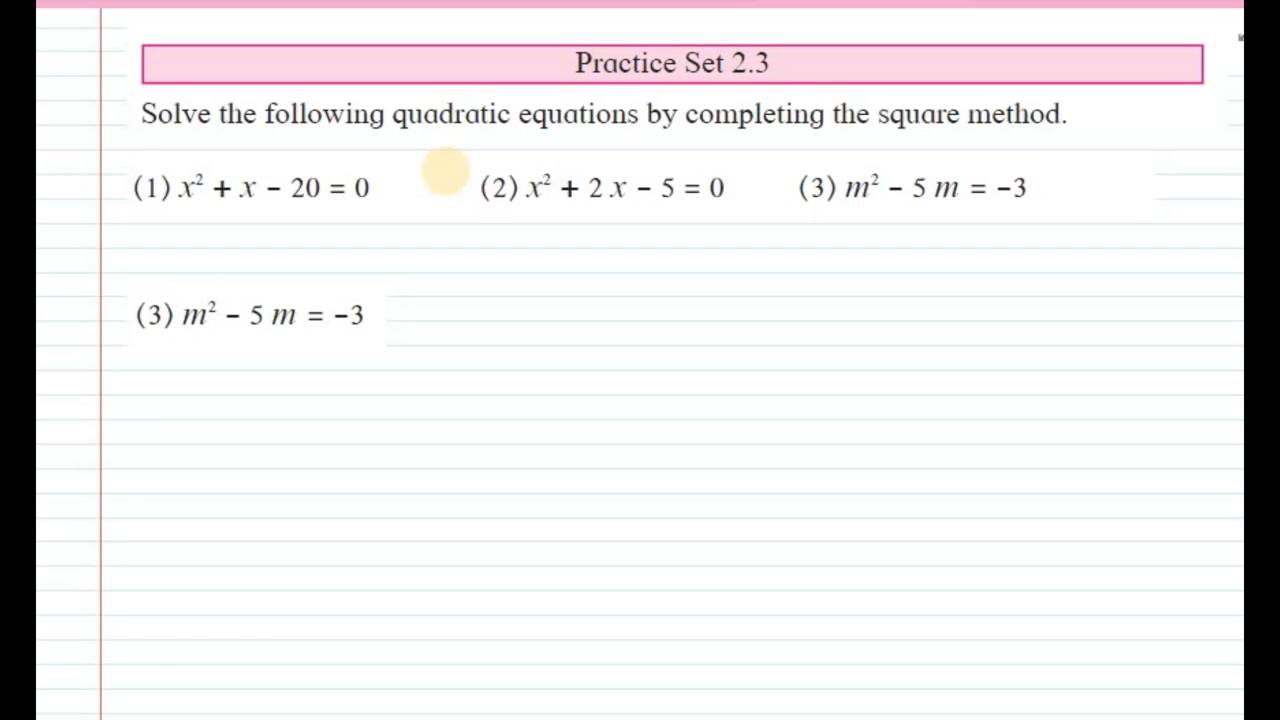 Practice Set 2.3
Solve the following quadratic equations by completing the square method.
(1) x² + x − 20 = 0 (2) x² + 2 x − 5 = 0 (3) m² − 5 m = −3
(3) m² − 5 m = −3